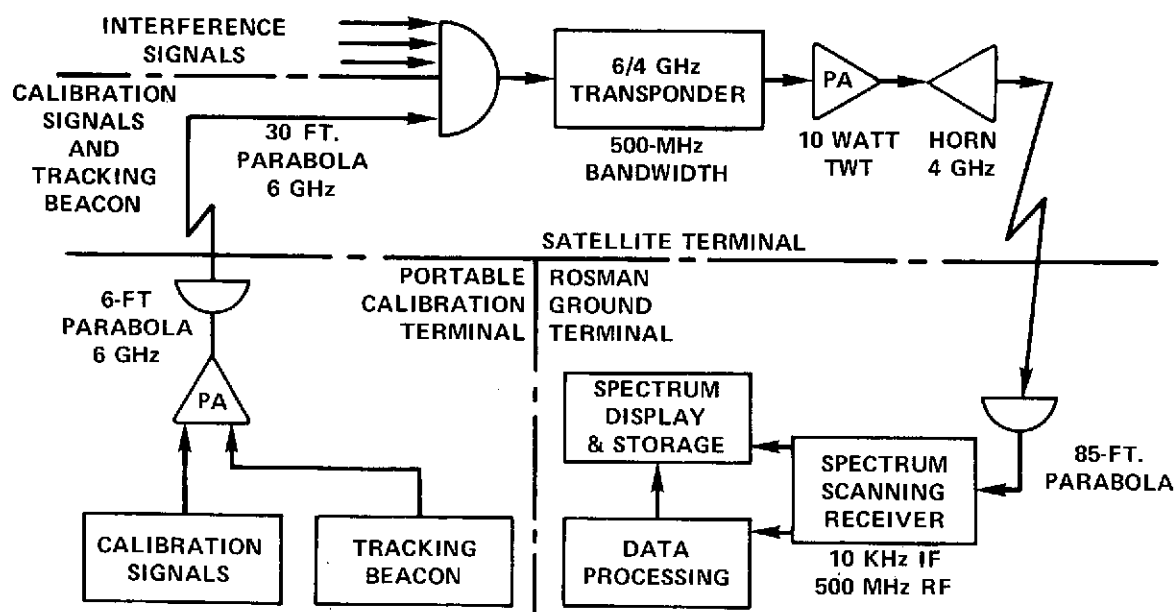 INTERFERENCE
SIGNALS
CALIBRATION
SIGNALS
AND
TRACKING
BEACON
30 FT.
PARABOLA
6 GHz
6/4 GHz
TRANSPONDER
500-MHz
BANDWIDTH
PA
10 WATT
TWT
HORN
4 GHz
SATELLITE TERMINAL
PORTABLE
CALIBRATION
TERMINAL
ROSMAN
GROUND
TERMINAL
6-FT
PARABOLA
6 GHz
PA
CALIBRATION
SIGNALS
TRACKING
BEACON
SPECTRUM
DISPLAY
& STORAGE
DATA
PROCESSING
SPECTRUM
SCANNING
RECEIVER
10 KHz IF
500 MHz RF
85-FT.
PARABOLA